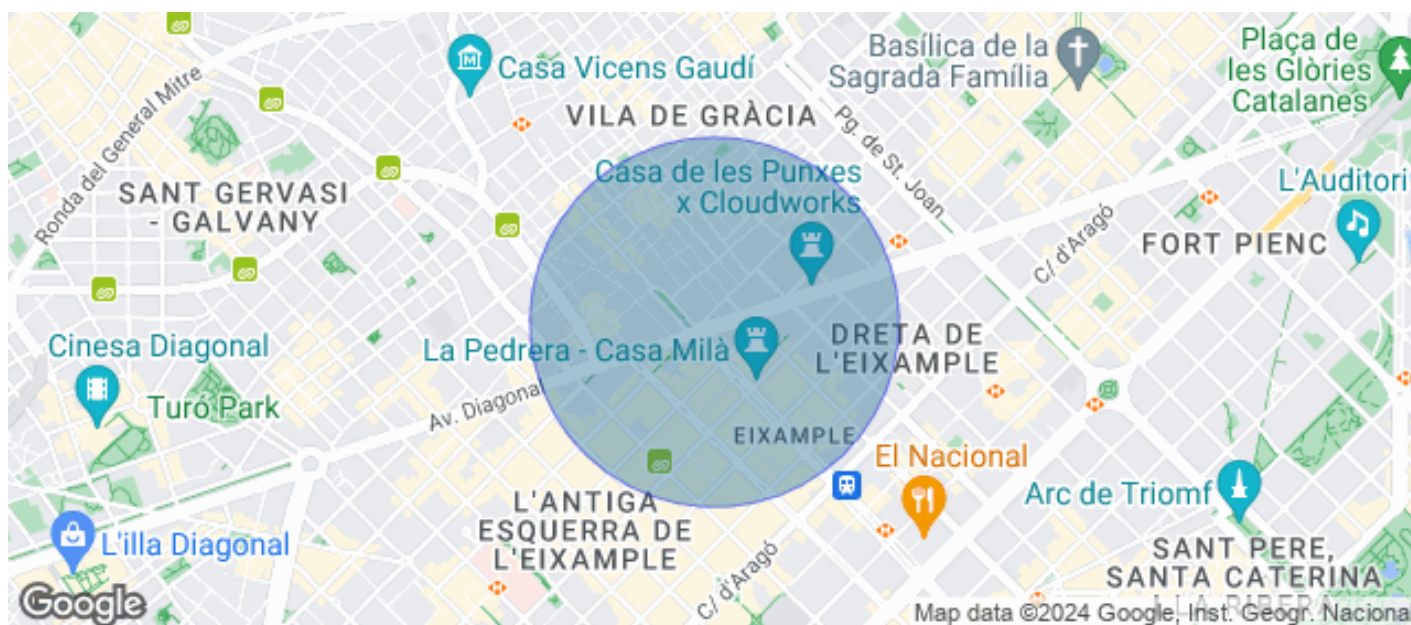 Ronda del General Mitre
Casa Vicens Gaudí
VILA DE GRÀCIA
Basílica de la
Sagrada Família
Plaça de
les Glòries
Catalanes
Pg. de St. Joan
SANT GERVASI
- GALVANY
Casa de les Punxes
x Cloudworks
L'Auditori
C/ d'Aragó
FORT PIENC
Cinesa Diagonal
Turó Park
La Pedrera - Casa Milà
DRETA DE
L'EIXAMPLE
Av. Diagonal
EIXAMPLE
El Nacional
Arc de Triomf
L'ANTIGA
ESQUERRA DE
L'EIXAMPLE
L'illa Diagonal
C/ d'Aragó
SANT PERE,
SANTA CATERINA
I LA RIBERA
Google
Map data ©2024 Google, Inst. Geogr. Naciona